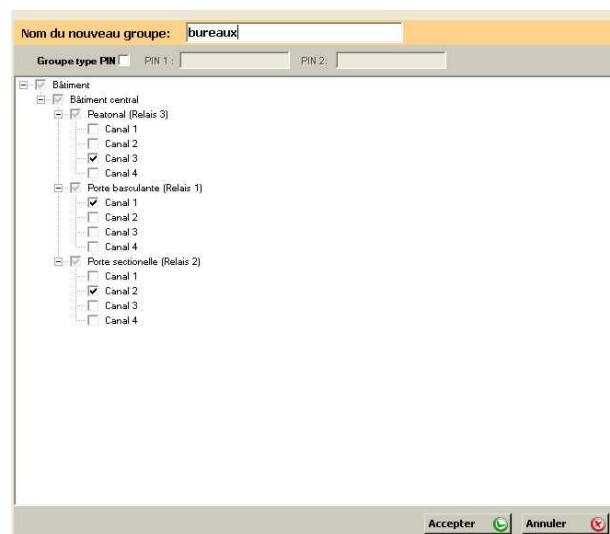 Nom du nouveau groupe: bureaux
Groupe type PIN PIN 1 : PIN 2:
Bâtiment
Bâtiment central
Peatonal (Relais 3)
Canal 1
Canal 2
Canal 3
Canal 4
Porte basculante (Relais 1)
Canal 1
Canal 2
Canal 3
Canal 4
Porte sectionelle (Relais 2)
Canal 1
Canal 2
Canal 3
Canal 4
Accepter Annuler